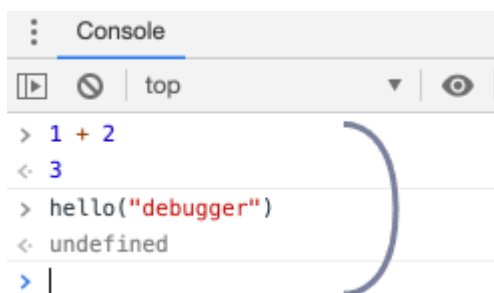 Console
top
> 1 + 2
< 3
> hello("debugger")
< undefined
>